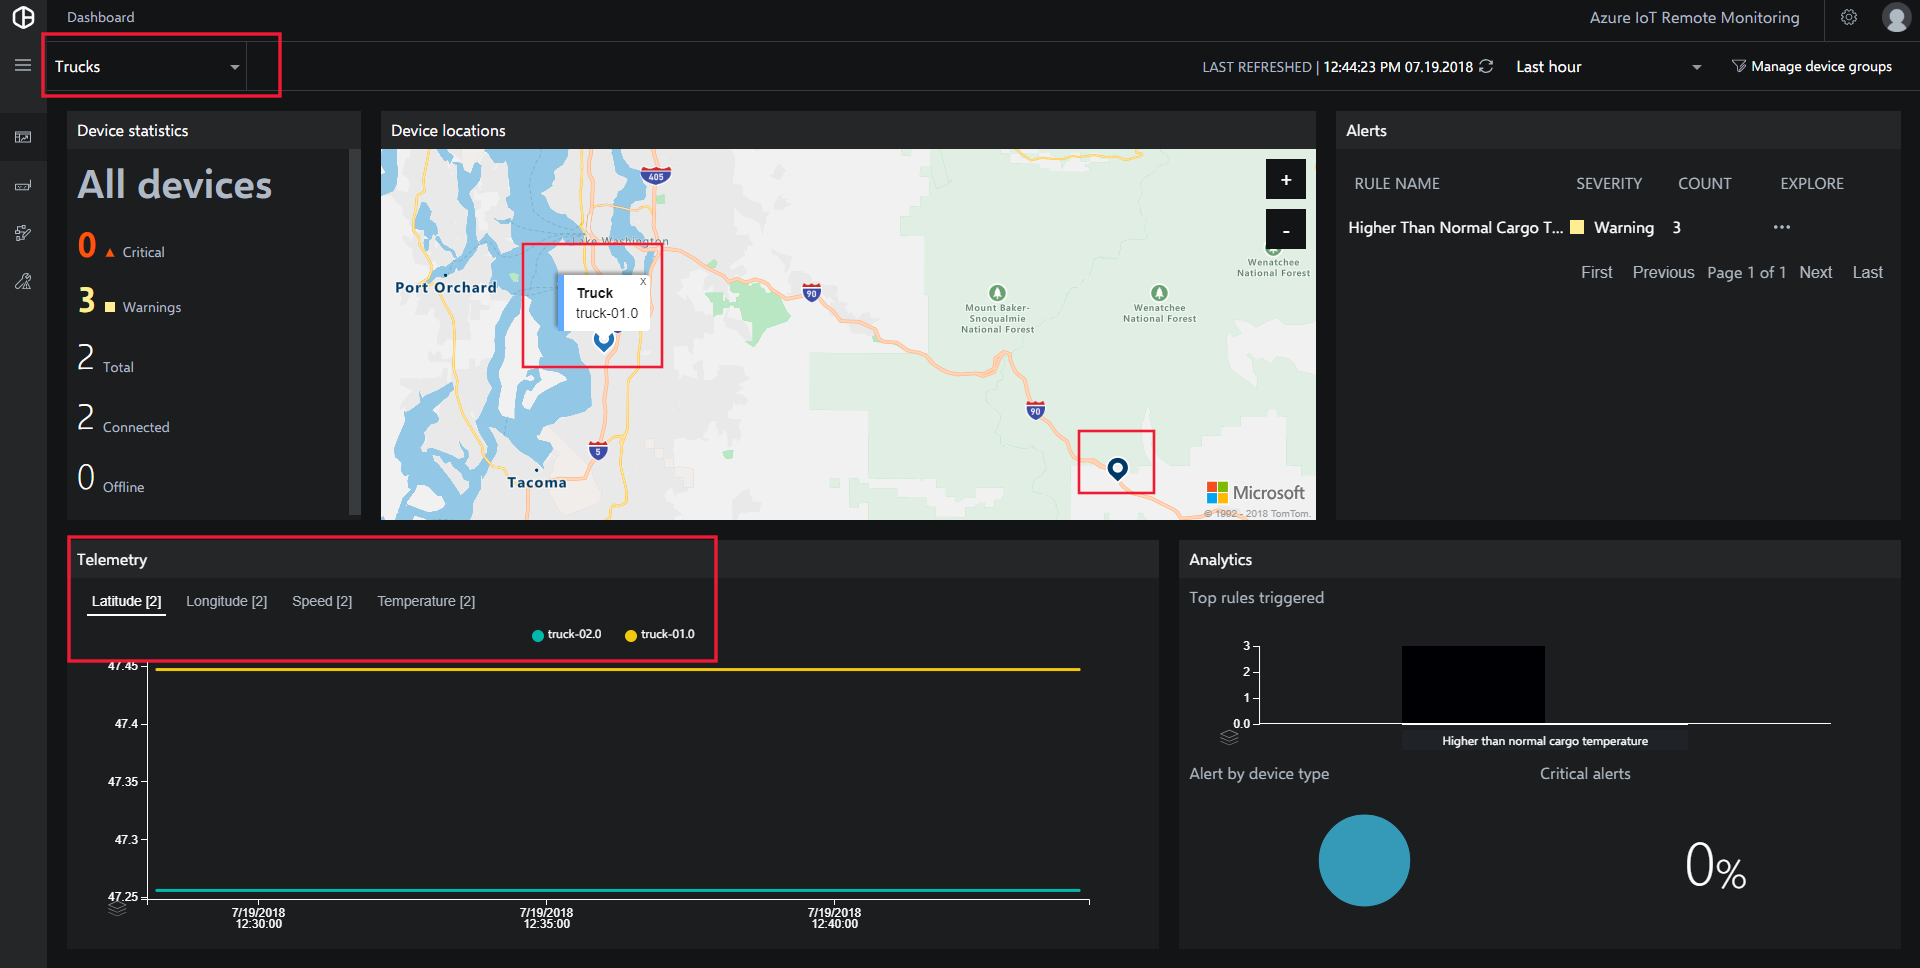 Dashboard
Azure IoT Remote Monitoring
Trucks
LAST REFRESHED | 12:44:23 PM 07.19.2018
Last hour
Manage device groups
Device statistics
All devices
0 Critical
3 Warnings
2 Total
2 Connected
0 Offline
Device locations
405
Lake Washington
Port Orchard
Truck
truck-01.0
x
90
Mount Baker-
Snoqualmie
National Forest
Wenatchee
National Forest
Wenatchee
National Forest
+
-
90
5
Tacoma
Microsoft
© 1992 - 2018 TomTom.
Alerts
RULE NAME SEVERITY COUNT EXPLORE
Higher Than Normal Cargo T... Warning 3 ...
First Previous Page 1 of 1 Next Last
Telemetry
Latitude [2] Longitude [2] Speed [2] Temperature [2]
truck-02.0 truck-01.0
47.45
47.4
47.35
47.3
47.25
7/19/2018 7/19/2018 7/19/2018
12:30:00 12:35:00 12:40:00
Analytics
Top rules triggered
3
2
1
0.0
Higher than normal cargo temperature
Alert by device type
Critical alerts
0%